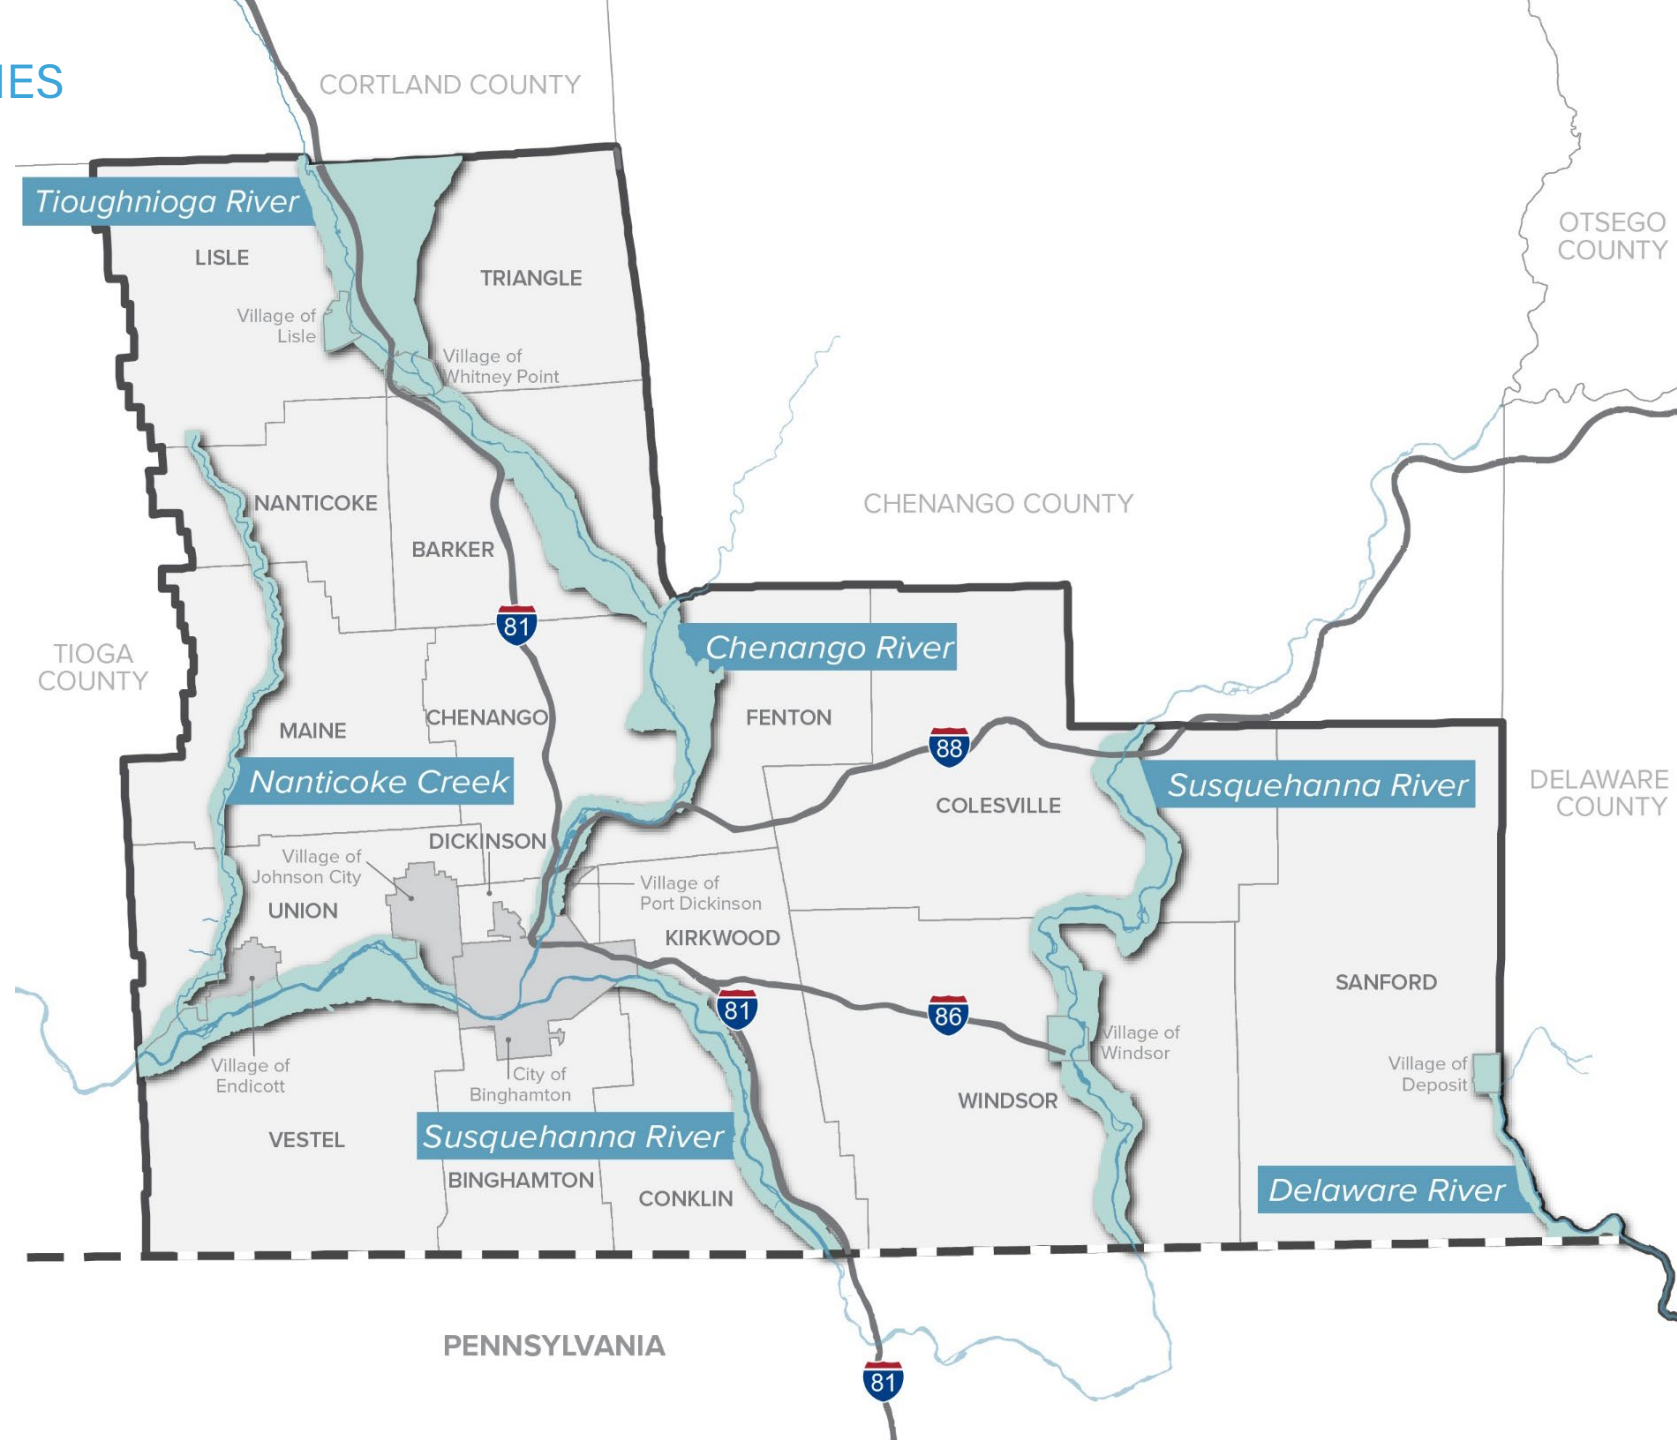 CORTLAND COUNTY
Tioughnioga River
OTSEGO
COUNTY
LISLE
TRIANGLE
Village of
Lisle
Village of
Whitney Point
NANTICOKE
CHENANGO COUNTY
BARKER
81
TIOGA
COUNTY
Chenango River
MAINE
CHENANGO
FENTON
88
Nanticoke Creek
Susquehanna River
DELAWARE
COUNTY
COLESVILLE
DICKINSON
Village of
Johnson City
Village of
Port Dickinson
UNION
KIRKWOOD
SANFORD
81
86
Village of
Windsor
Village of
Endicott
City of
Binghamton
Village of
Deposit
WINDSOR
VESTEL
Susquehanna River
BINGHAMTON
CONKLIN
Delaware River
PENNSYLVANIA
81